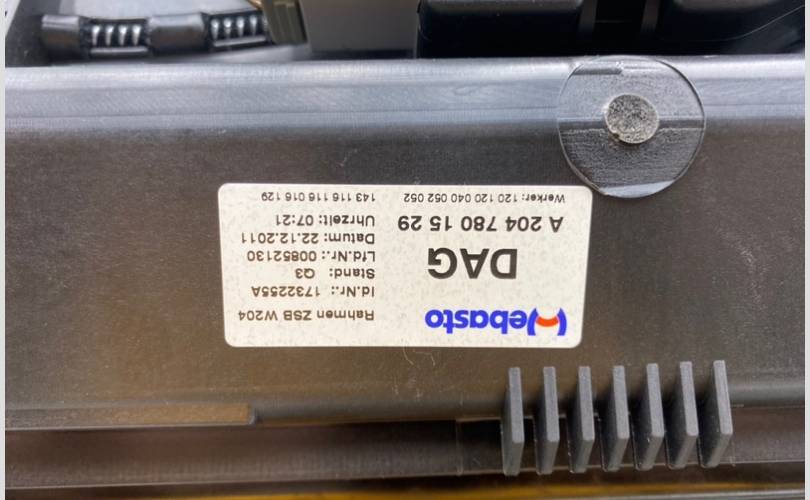 Webasto
DAG
A 204 780 15 29
Werker: 120 120 040 052 052
Rahmen ZSB W204
Id.Nr.: 1732255A
Stand: Q3
Lfd.Nr.: 00852130
Datum: 22.12.2011
Uhrzeit: 07:21
143 116 116 016 129